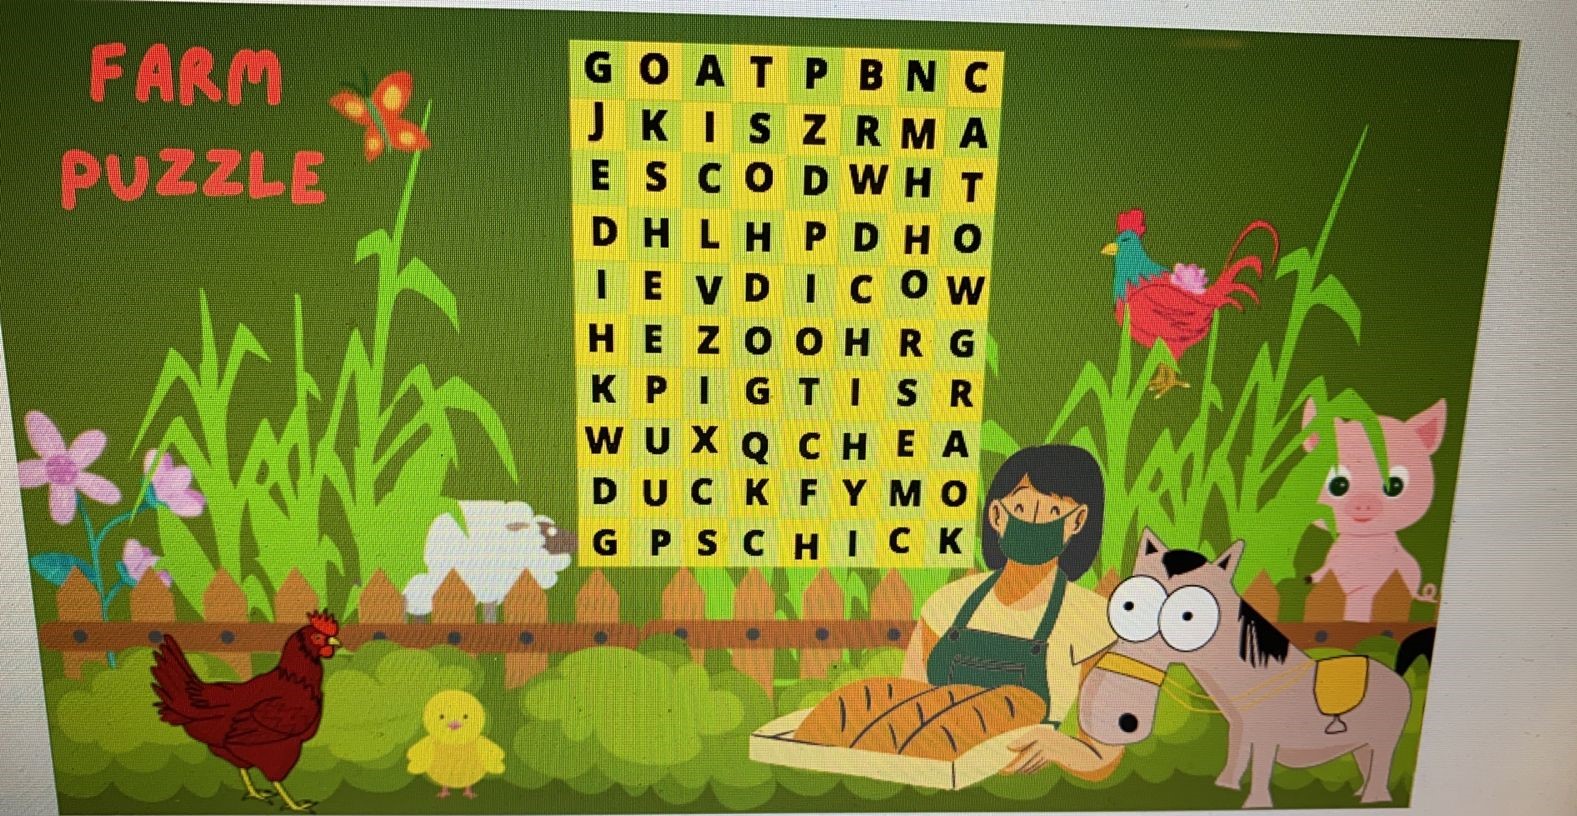 FARM
PUZZLE
G O A T P B N C
J K I S Z R M A
E S C O D W H T
D H L H P D H O
I E V D I C O W
H E Z O O H R G
K P I G T I S R
W U X Q C H E A
D U C K F Y M O
G P S C H I C K